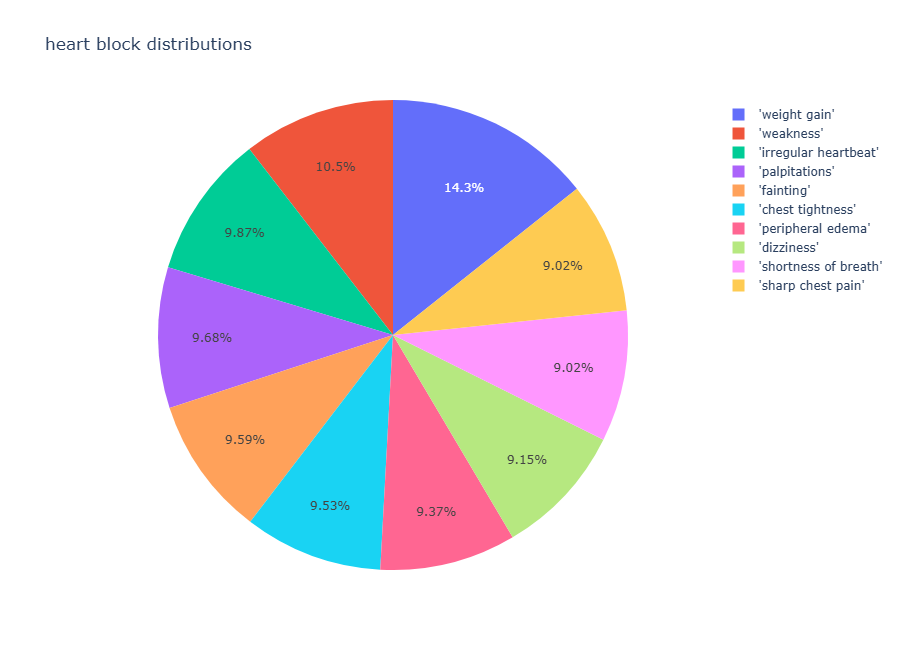 heart block distributions
'weight gain'
'weakness'
'irregular heartbeat'
'palpitations'
'fainting'
'chest tightness'
'peripheral edema'
'dizziness'
'shortness of breath'
'sharp chest pain'
10.5%
14.3%
9.87%
9.02%
9.68%
9.02%
9.59%
9.15%
9.53%
9.37%